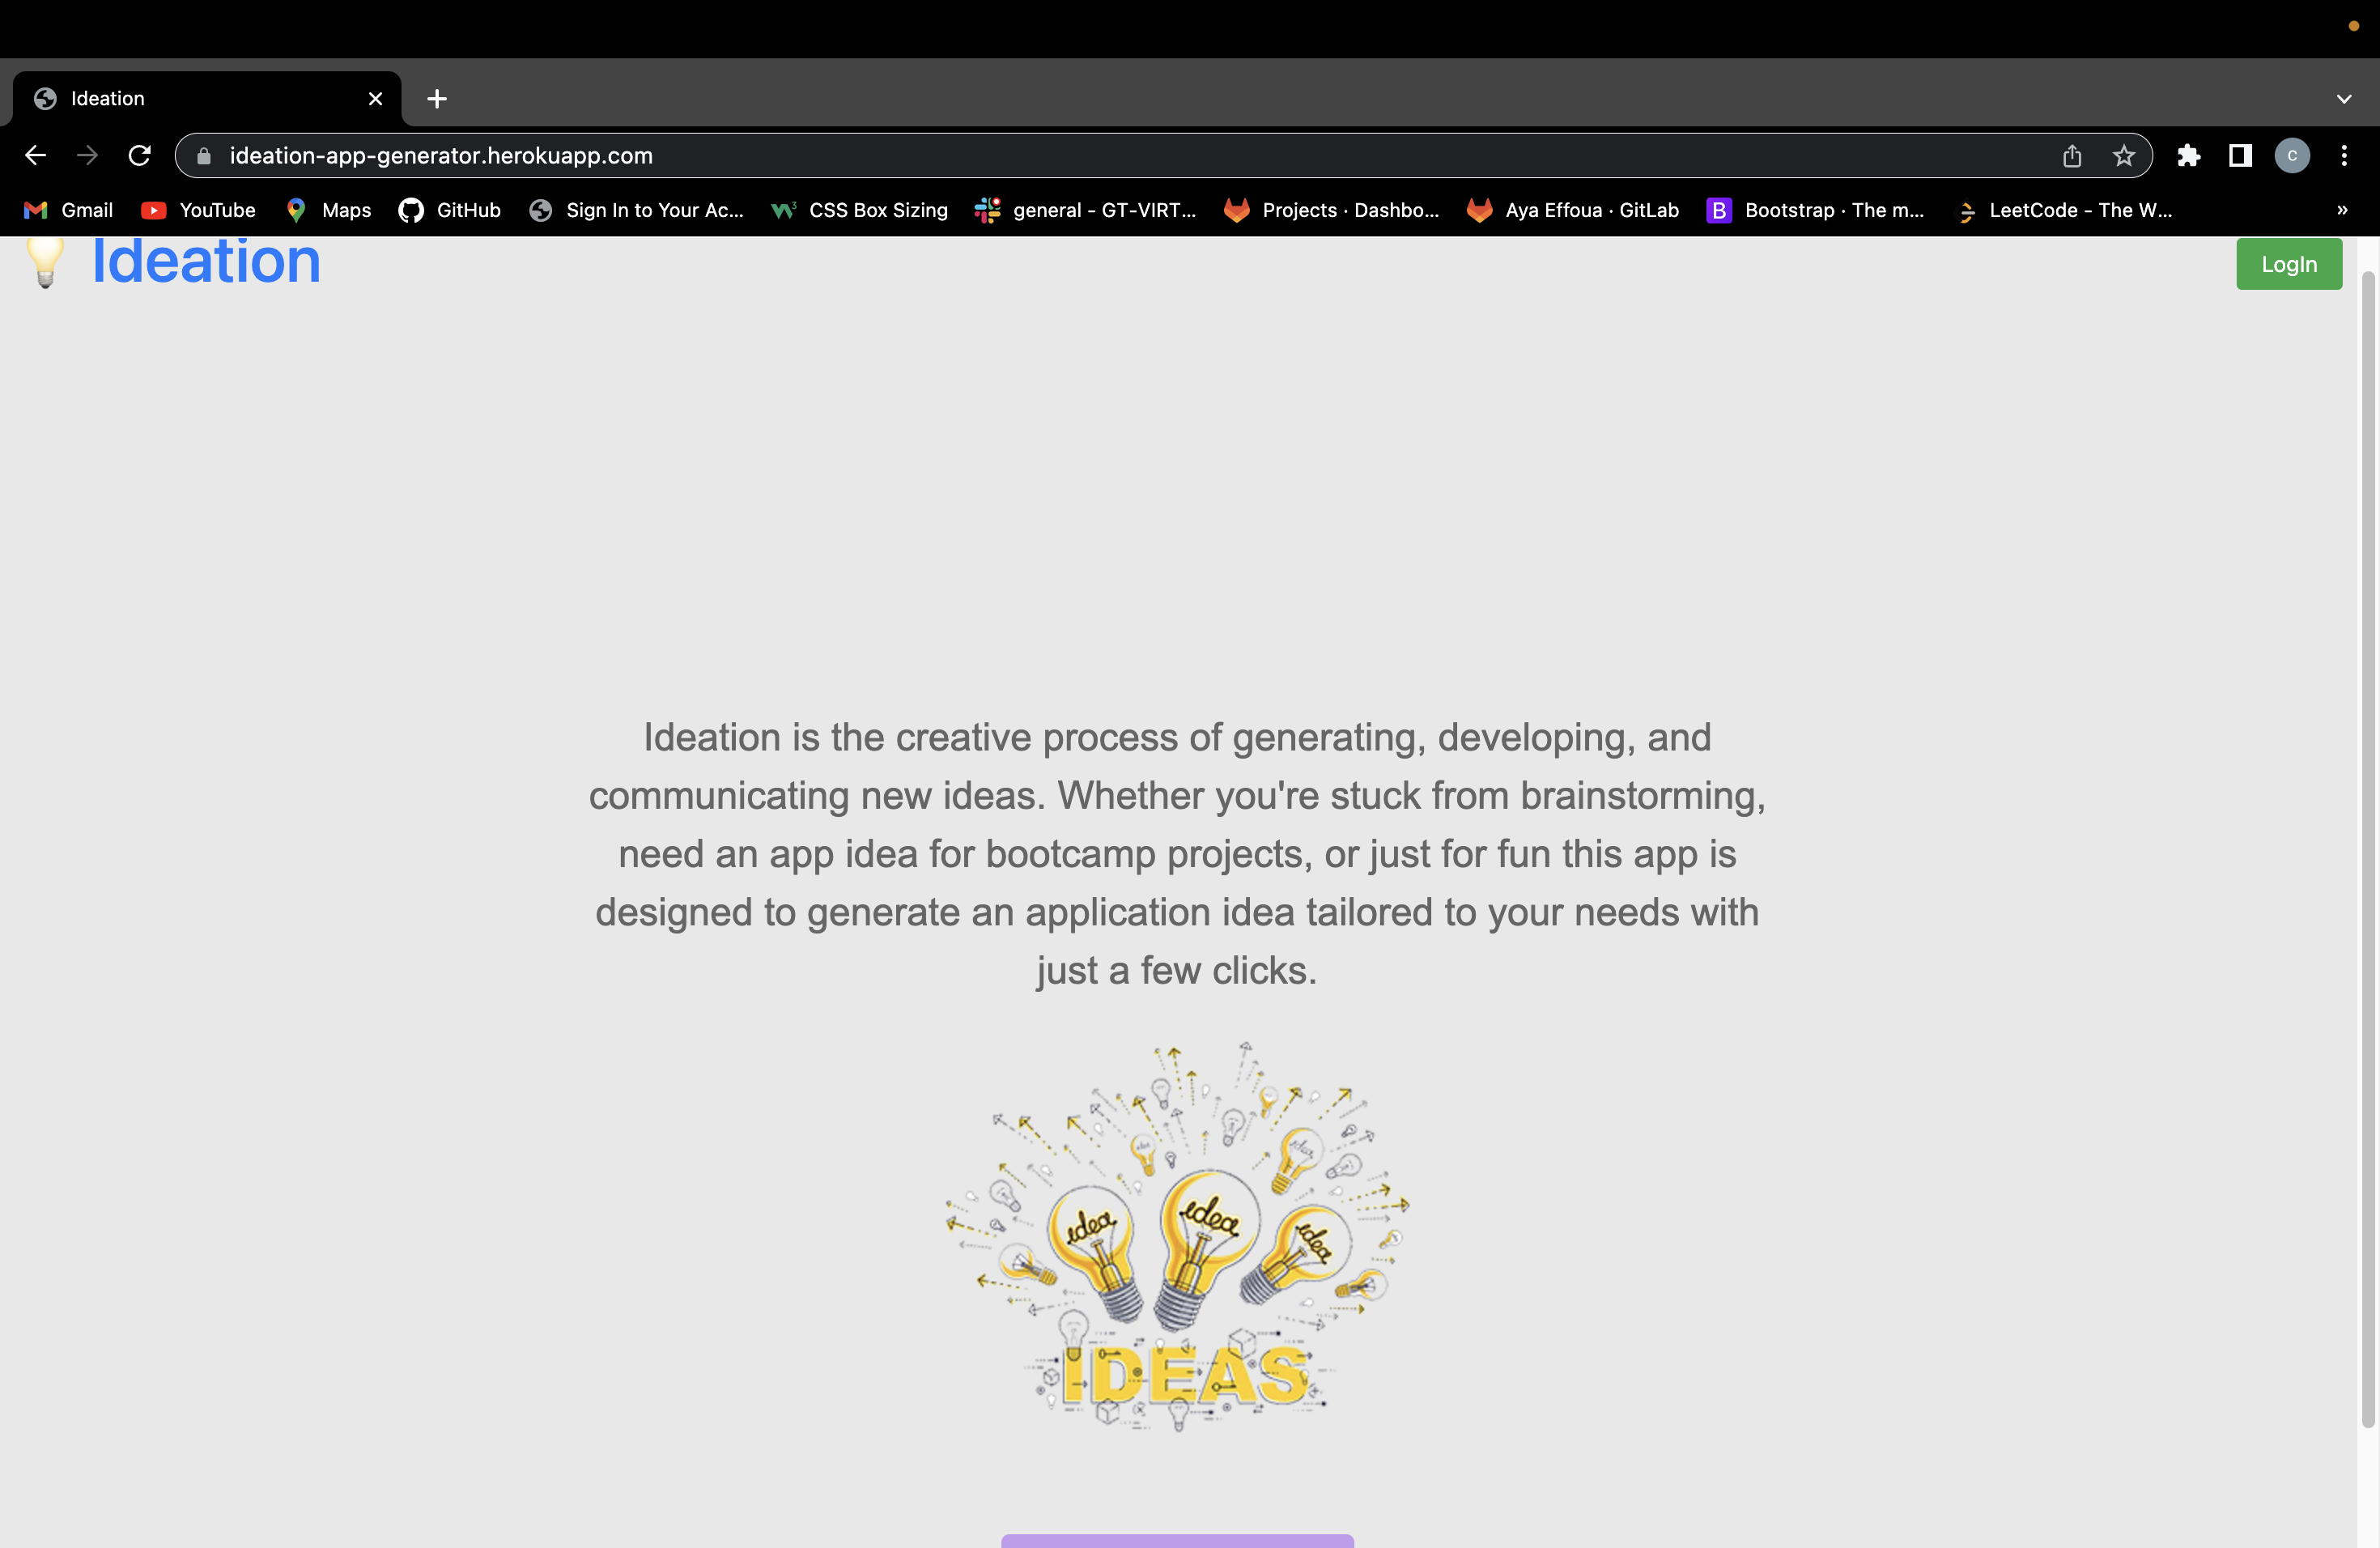 Ideation
ideation-app-generator.herokuapp.com
C
Gmail YouTube Maps GitHub Sign In to Your Ac... CSS Box Sizing general - GT-VIRT... Projects · Dashbo... Aya Effoua · GitLab B Bootstrap · The m... LeetCode - The W... »
Ideation LogIn
Ideation is the creative process of generating, developing, and
communicating new ideas. Whether you're stuck from brainstorming,
need an app idea for bootcamp projects, or just for fun this app is
designed to generate an application idea tailored to your needs with
just a few clicks.
idea idea idea
IDEAS